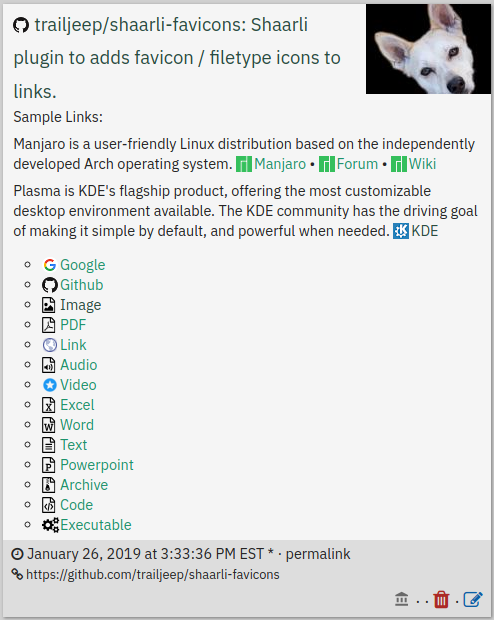 trailjeep/shaarli-favicons: Shaarli
plugin to adds favicon / filetype icons to
links.
Sample Links:
Manjaro is a user-friendly Linux distribution based on the independently
developed Arch operating system. Manjaro • Forum • Wiki
Plasma is KDE's flagship product, offering the most customizable
desktop environment available. The KDE community has the driving goal
of making it simple by default, and powerful when needed. KDE
Google
Github
Image
PDF
Link
Audio
Video
Excel
Word
Text
Powerpoint
Archive
Code
Executable
January 26, 2019 at 3:33:36 PM EST * · permalink
https://github.com/trailjeep/shaarli-favicons
· ·